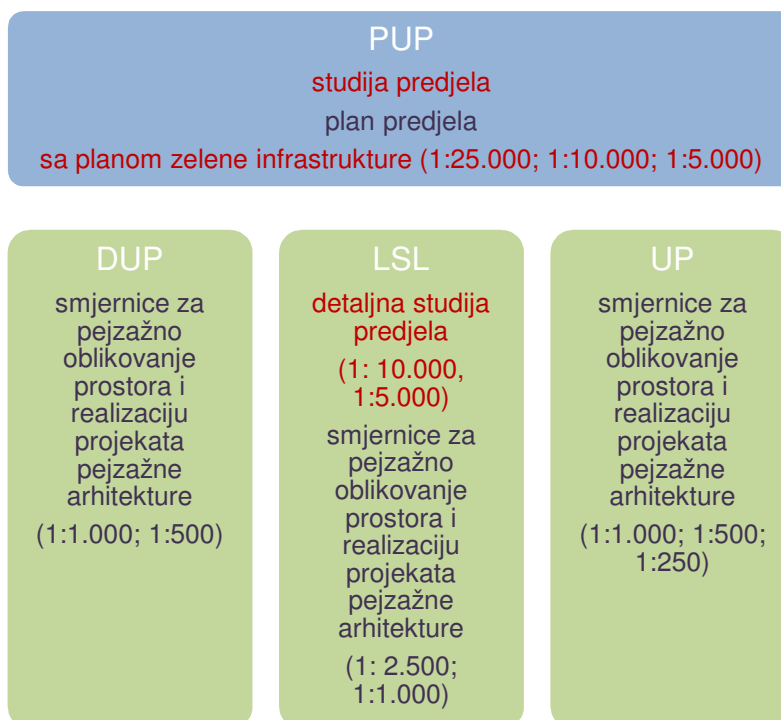 PUP
studija predjela
plan predjela
sa planom zelene infrastrukture (1:25.000; 1:10.000; 1:5.000)
DUP
smjernice za
pejzažno
oblikovanje
prostora i
realizaciju
projekata
pejzažne
arhitekture
(1:1.000; 1:500)
LSL
detaljna studija
predjela
(1: 10.000,
1:5.000)
smjernice za
pejzažno
oblikovanje
prostora i
realizaciju
projekata
pejzažne
arhitekture
(1: 2.500;
1:1.000)
UP
smjernice za
pejzažno
oblikovanje
prostora i
realizaciju
projekata
pejzažne
arhitekture
(1:1.000; 1:500;
1:250)